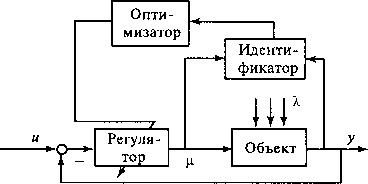 Опти-
мизатор
Иденти-
фикатор
λ
u
Регуля-
тор
μ
Объект
y
−